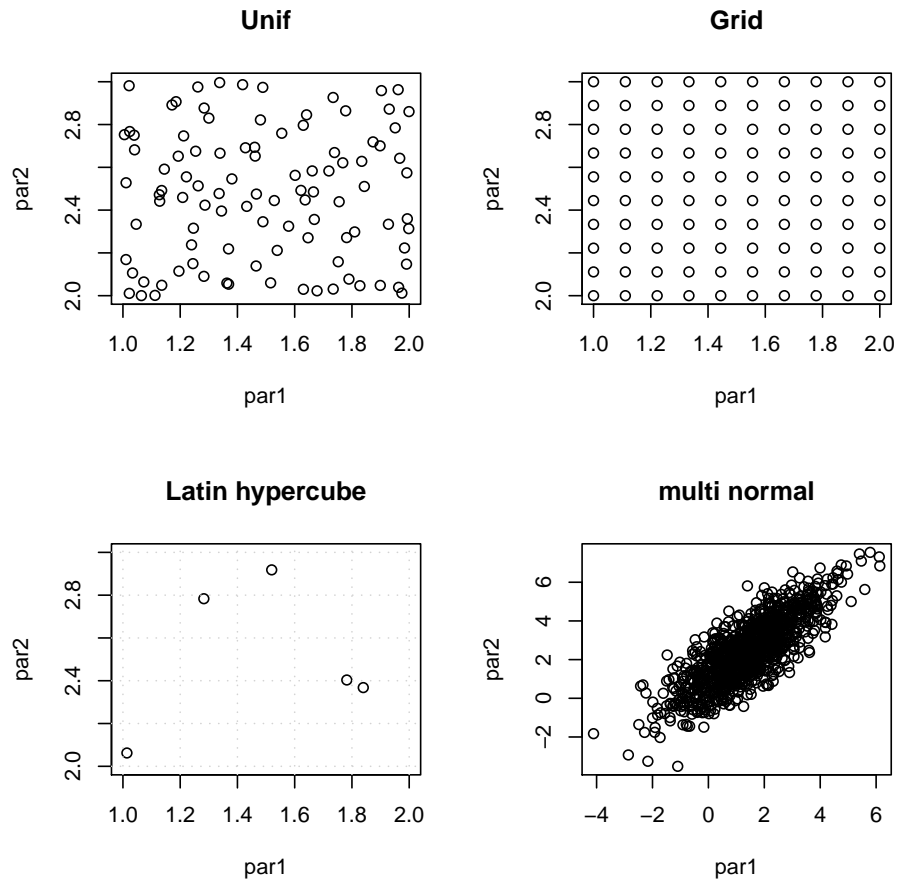 Unif
2.0 2.4 2.8
par2
1.0 1.2 1.4 1.6 1.8 2.0
par1
Grid
2.0 2.4 2.8
par2
1.0 1.2 1.4 1.6 1.8 2.0
par1
Latin hypercube
2.0 2.4 2.8
par2
1.0 1.2 1.4 1.6 1.8 2.0
par1
multi normal
−2 0 2 4 6
par2
−4 −2 0 2 4 6
par1